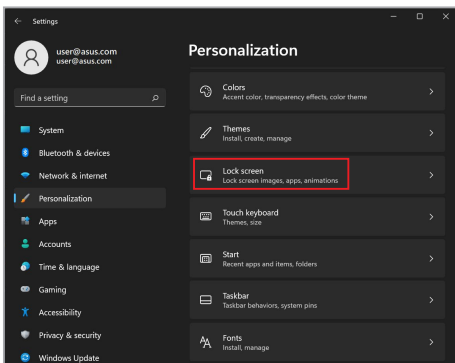 Settings
user@asus.com
user@asus.com
Find a setting
System
Bluetooth & devices
Network & internet
Personalization
Apps
Accounts
Time & language
Gaming
Accessibility
Privacy & security
Windows Update
Personalization
Colors
Accent color, transparency effects, color theme
Themes
Install, create, manage
Lock screen
Lock screen images, apps, animations
Touch keyboard
Themes, size
Start
Recent apps and items, folders
Taskbar
Taskbar behaviors, system pins
Fonts
Install, manage